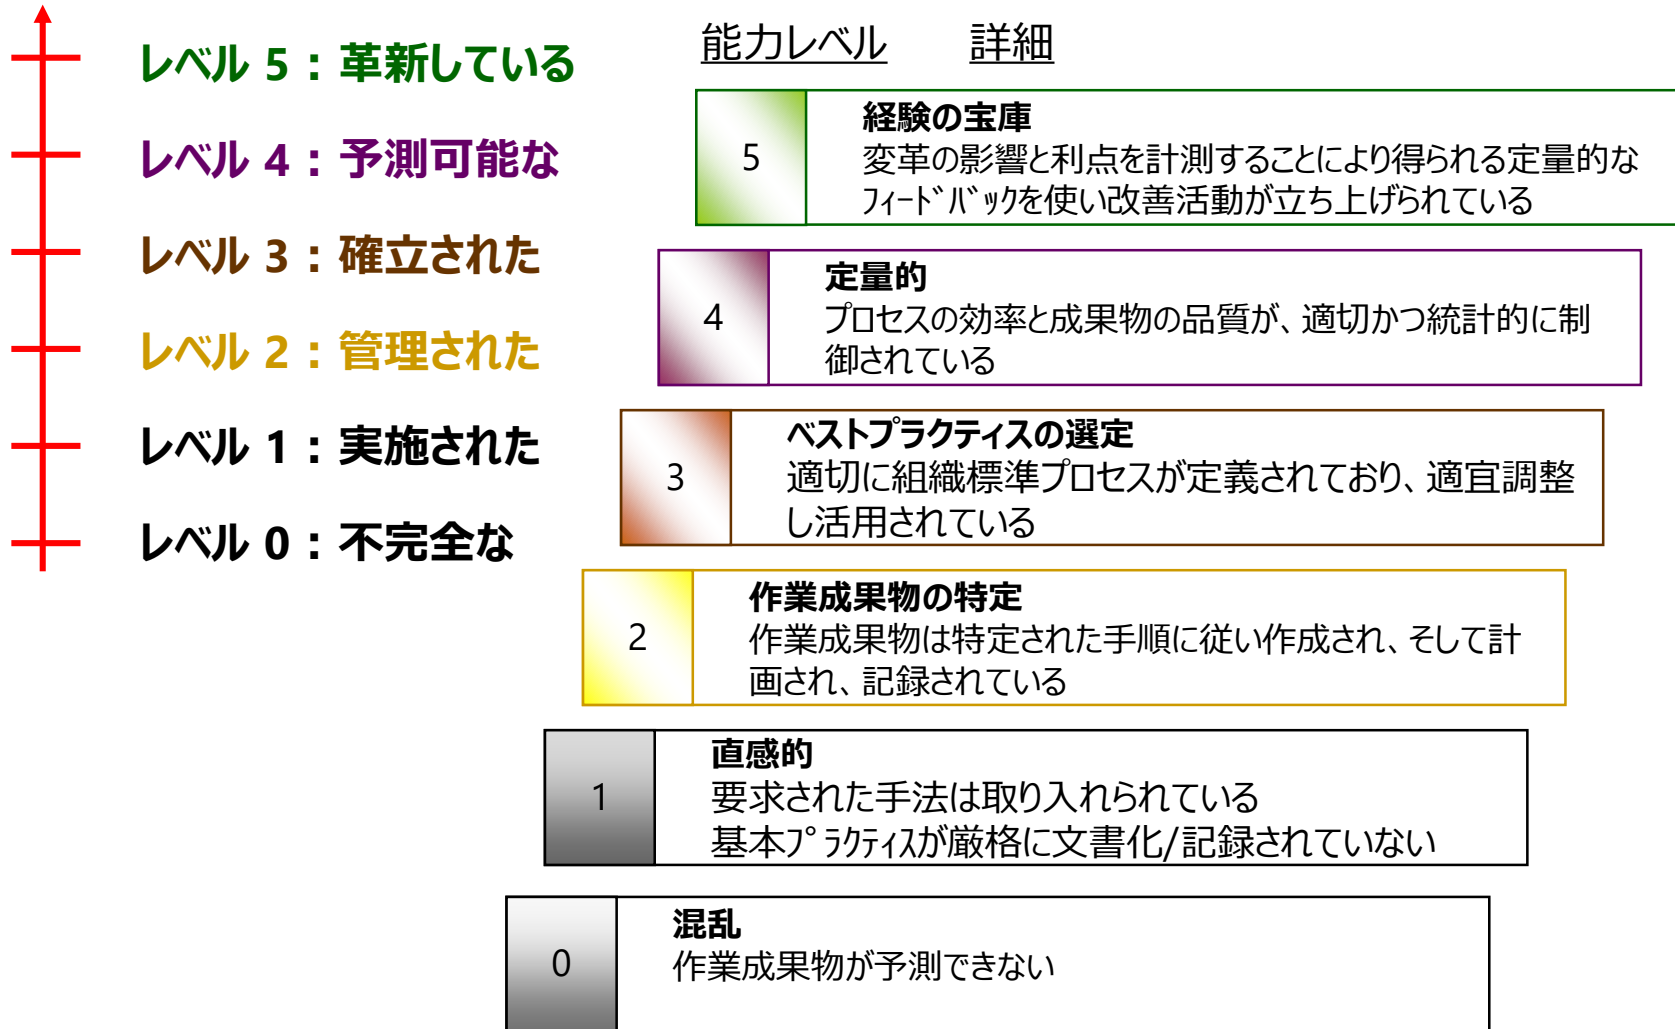 レベル 5：革新している
レベル 4：予測可能な
レベル 3：確立された
レベル 2：管理された
レベル 1：実施された
レベル 0：不完全な
能力レベル 詳細
5
経験の宝庫
変革の影響と利点を計測することにより得られる定量的な
ﾌｨｰﾄﾞﾊﾞｯｸを使い改善活動が立ち上げられている
4
定量的
プロセスの効率と成果物の品質が、適切かつ統計的に制
御されている
3
ベストプラクティスの選定
適切に組織標準プロセスが定義されており、適宜調整
し活用されている
2
作業成果物の特定
作業成果物は特定された手順に従い作成され、そして計
画され、記録されている
1
直感的
要求された手法は取り入れられている
基本ﾌﾟﾗｸﾃｨｽが厳格に文書化/記録されていない
0
混乱
作業成果物が予測できない